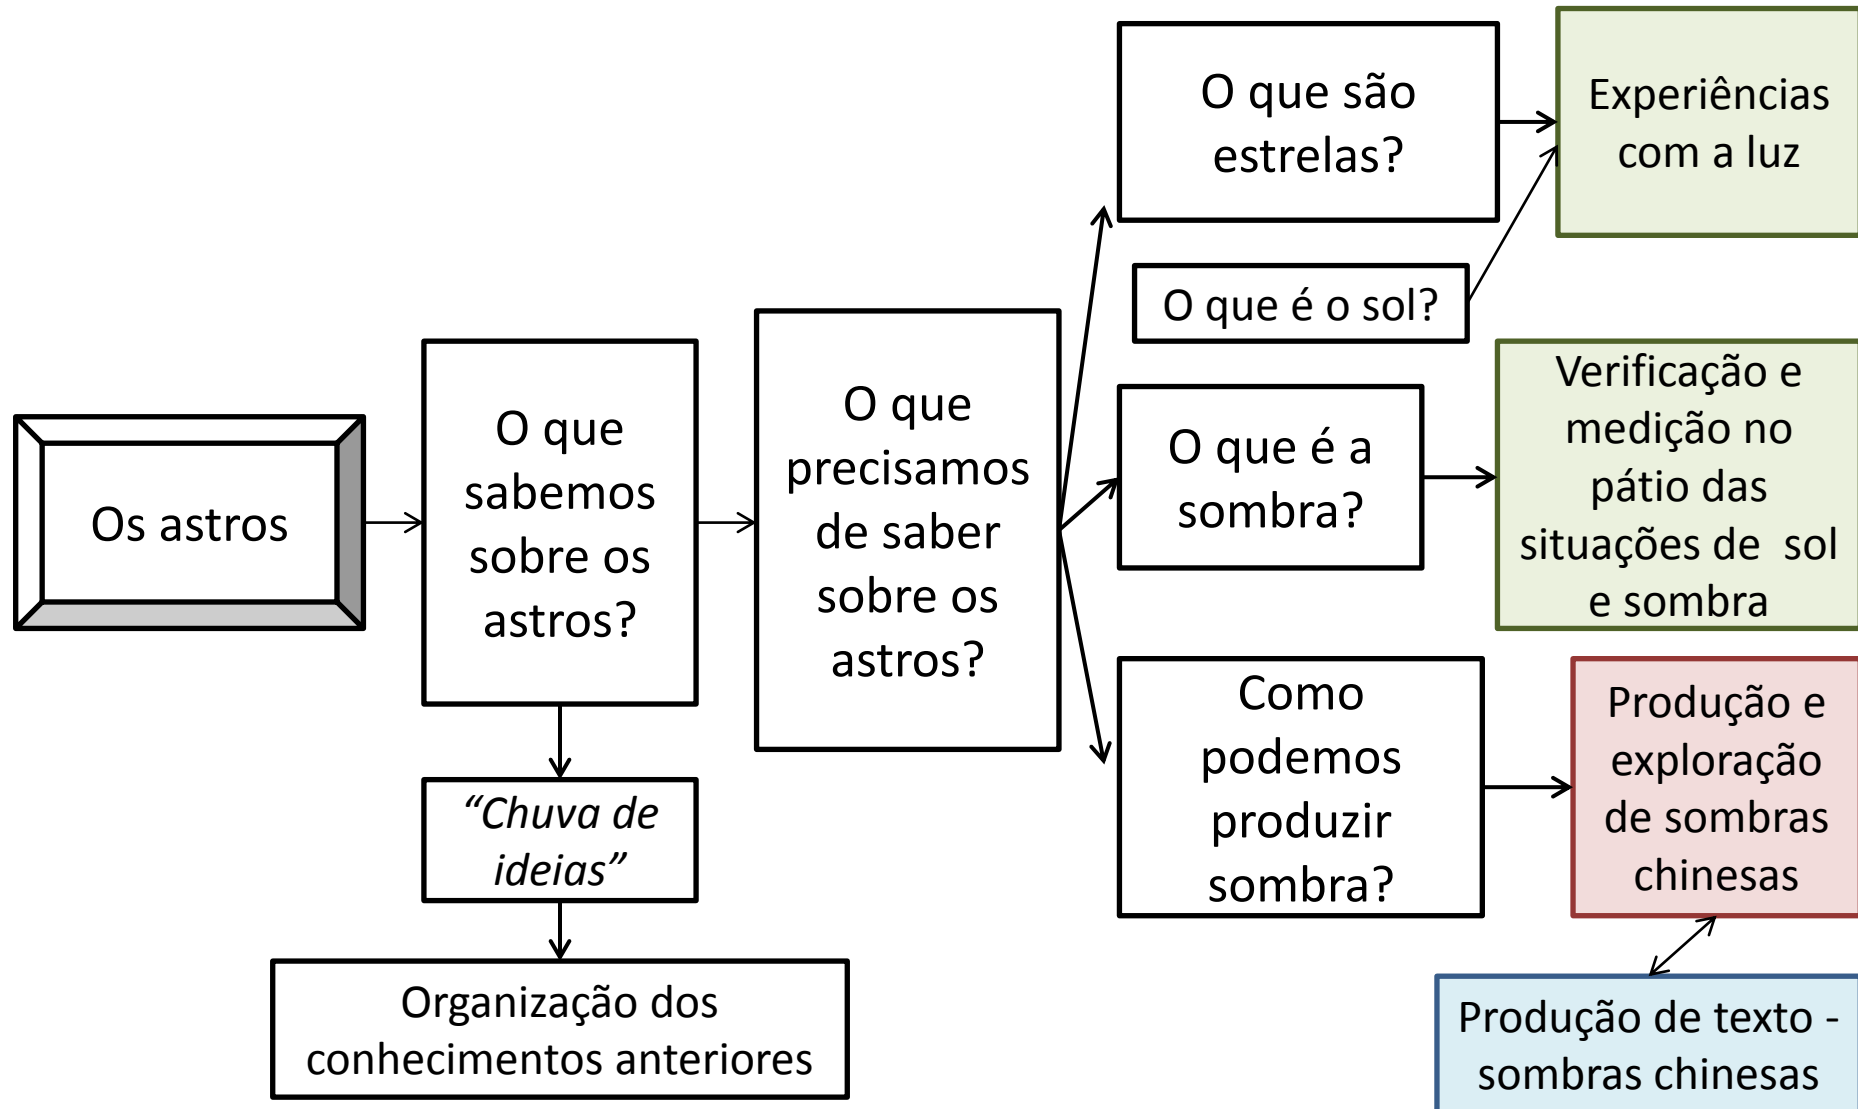 Os astros
O que
sabemos
sobre os
astros?
“Chuva de
ideias”
Organização dos
conhecimentos anteriores
O que
precisamos
de saber
sobre os
astros?
O que são
estrelas?
O que é o sol?
Experiências
com a luz
O que é a
sombra?
Verificação e
medição no
pátio das
situações de sol
e sombra
Como
podemos
produzir
sombra?
Produção e
exploração
de sombras
chinesas
Produção de texto -
sombras chinesas